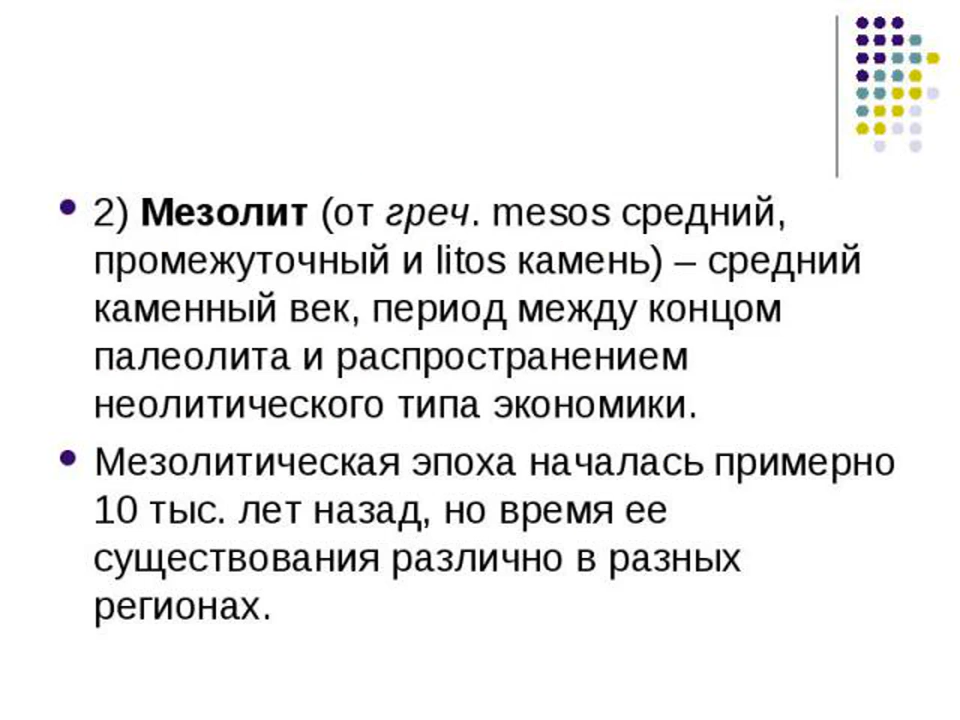 2) Мезолит (от греч. mesos средний,
промежуточный и litos камень) – средний
каменный век, период между концом
палеолита и распространением
неолитического типа экономики.
Мезолитическая эпоха началась примерно
10 тыс. лет назад, но время ее
существования различно в разных
регионах.